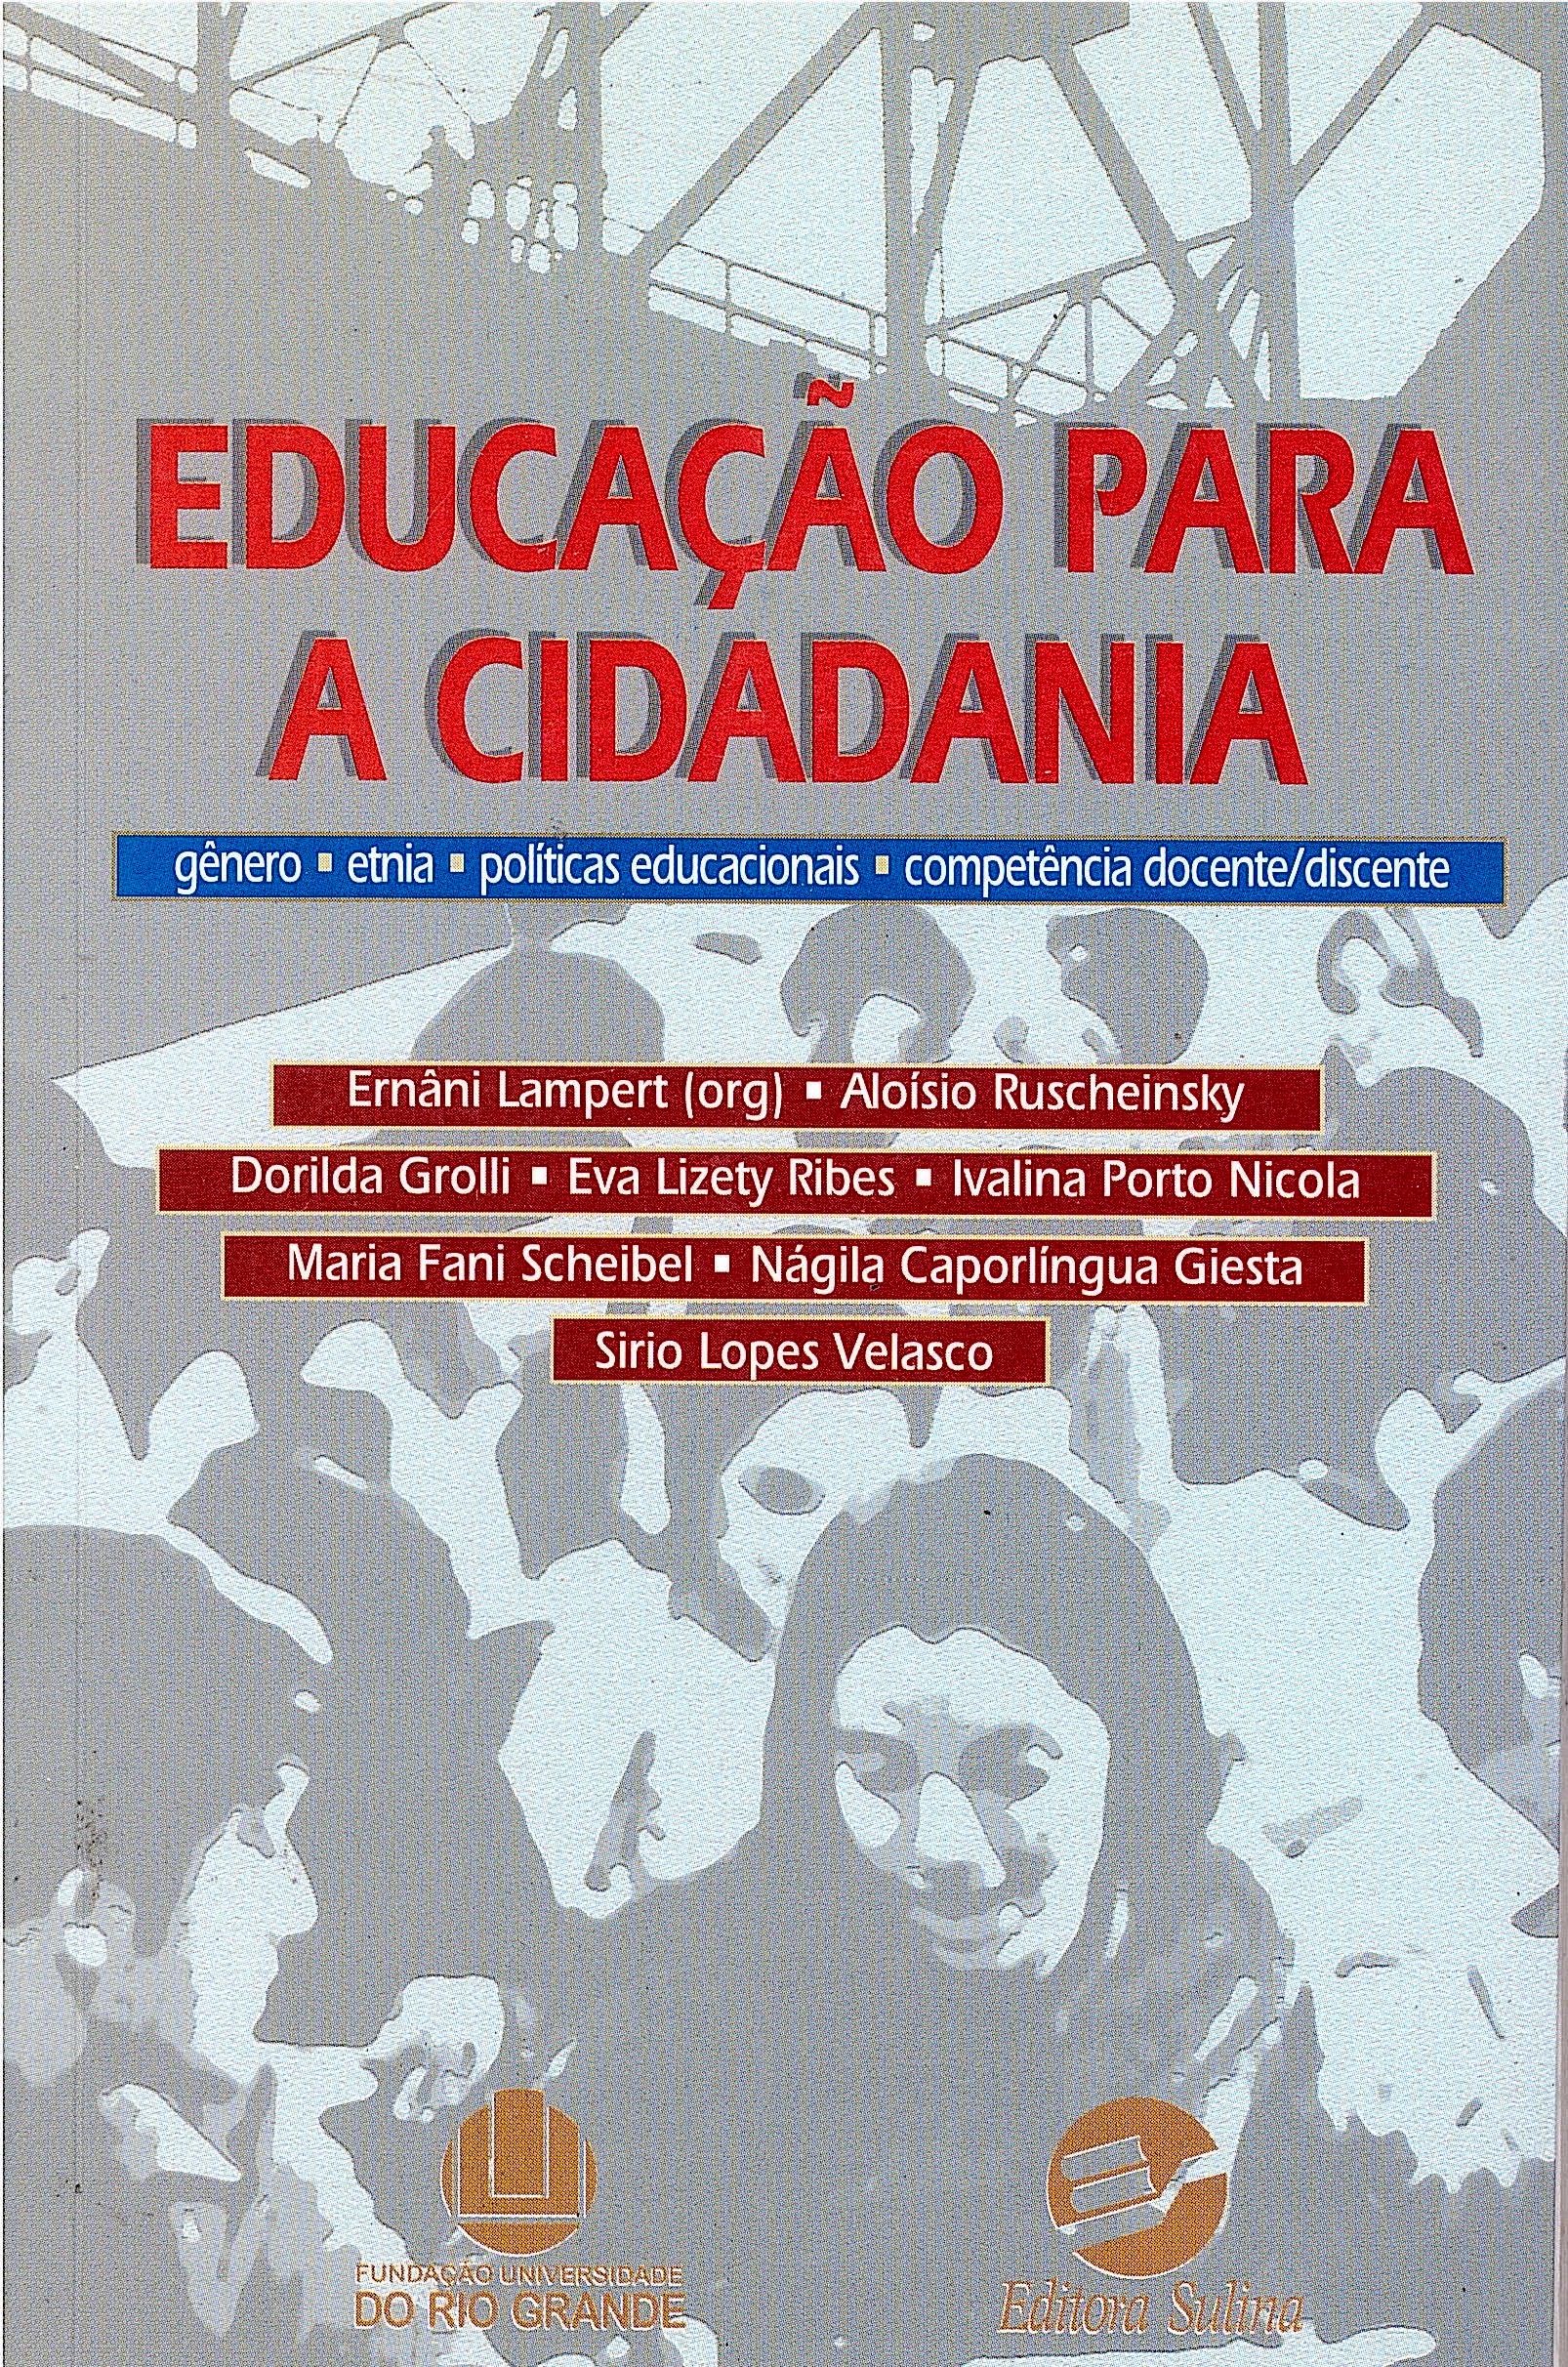 EDUCAÇÃO PARA
A CIDADANIA
gênero ▪ etnia ▪ políticas educacionais ▪ competência docente/discente
Ernâni Lampert (org) ▪ Aloísio Ruscheinsky
Dorilda Grolli ▪ Eva Lizety Ribes ▪ Ivalina Porto Nicola
Maria Fani Scheibel ▪ Nágila Caporlíngua Giesta
Sirio Lopes Velasco
FUNDAÇÃO UNIVERSIDADE
DO RIO GRANDE
Editora Sulina